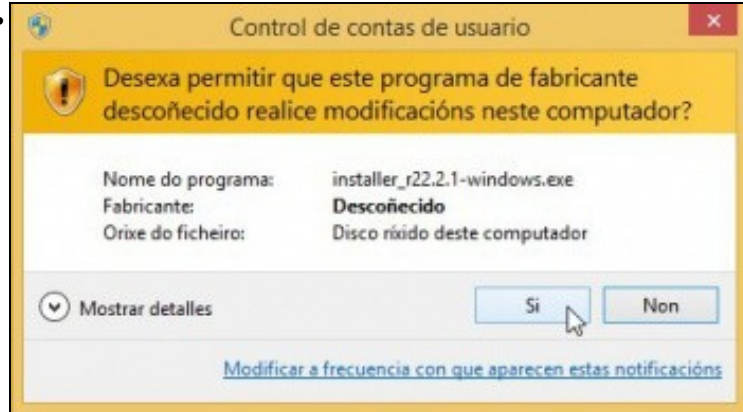 Control de contas de usuario
Desexa permitir que este programa de fabricante
descoñecido realice modificacións neste computador?
Nome do programa: installer_r22.2.1-windows.exe
Fabricante: Descoñecido
Orixe do ficheiro: Disco ríxido deste computador
Mostrar detalles
Si
Non
Modificar a frecuencia con que aparecen estas notificacións